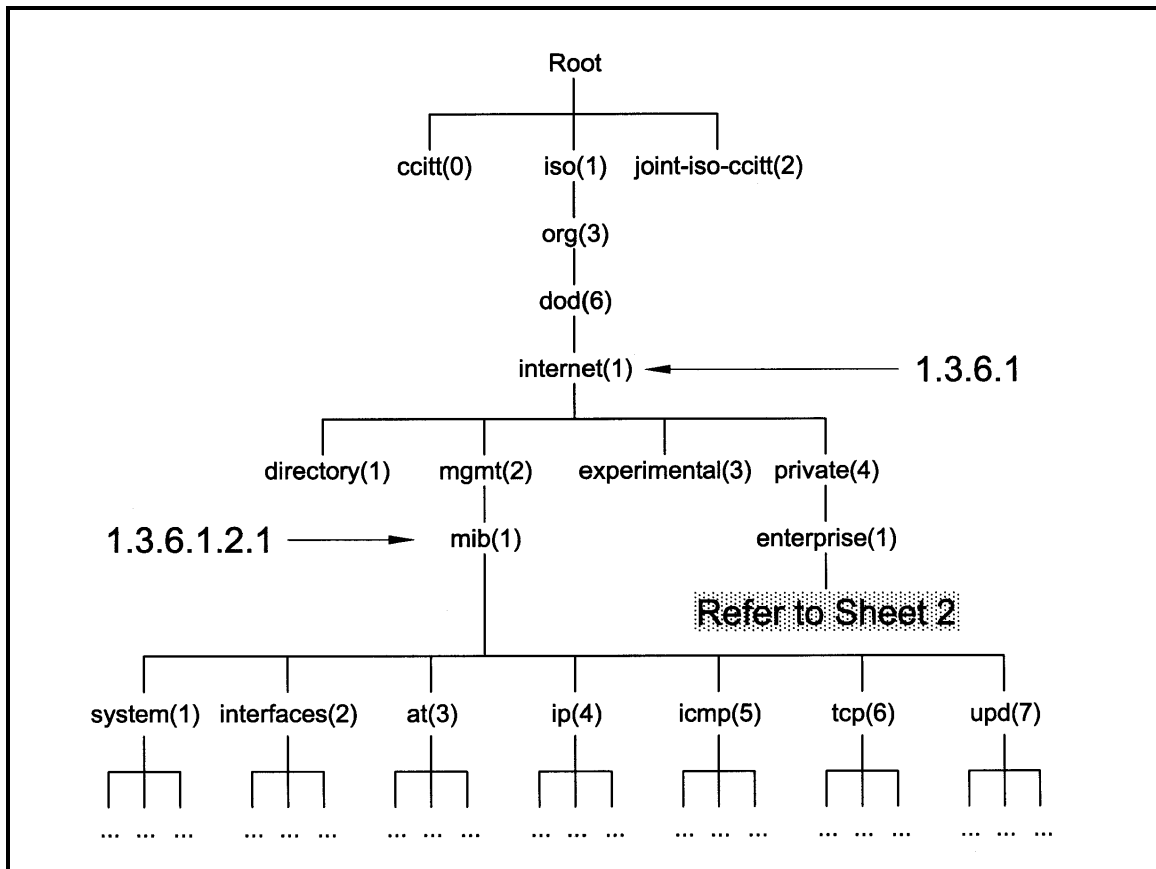 Root
ccitt(0) iso(1) joint-iso-ccitt(2)
org(3)
dod(6)
internet(1) 1.3.6.1
directory(1) mgmt(2) experimental(3) private(4)
1.3.6.1.2.1 mib(1) enterprise(1)
Refer to Sheet 2
system(1) interfaces(2) at(3) ip(4) icmp(5) tcp(6) upd(7)
... ... ... ... ... ... ... ... ... ... ... ... ... ... ... ... ... ... ... ... ...